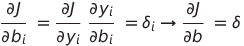 ∂J/∂b_i = ∂J/∂y_i ∂y_i/∂b_i = δ_i → ∂J/∂b = δ